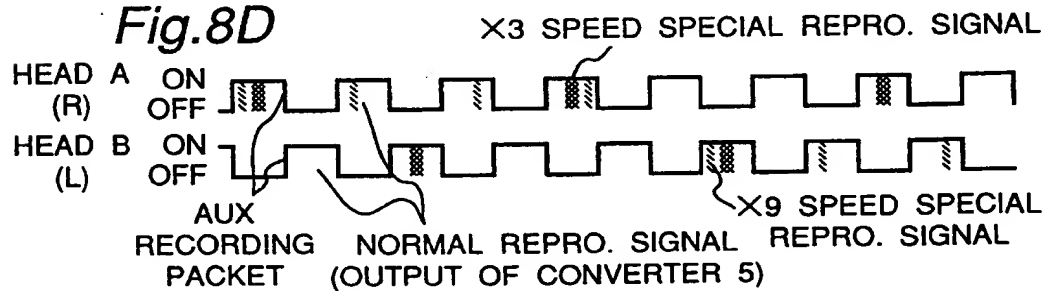 Fig.8D
×3 SPEED SPECIAL REPRO. SIGNAL
HEAD A ON
(R) OFF
HEAD B ON
(L) OFF
AUX
RECORDING
PACKET
NORMAL REPRO. SIGNAL
(OUTPUT OF CONVERTER 5)
×9 SPEED SPECIAL
REPRO. SIGNAL